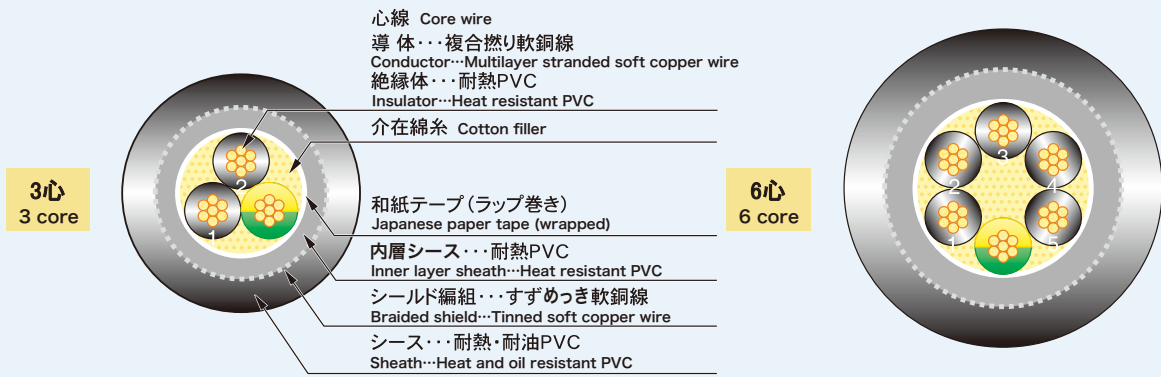 心線 Core wire
導 体･･･複合撚り軟銅線
Conductor…Multilayer stranded soft copper wire
絶縁体･･･耐熱PVC
Insulator…Heat resistant PVC
介在綿糸 Cotton filler
和紙テープ（ラップ巻き）
Japanese paper tape (wrapped)
内層シース･･･耐熱PVC
Inner layer sheath…Heat resistant PVC
シールド編組･･･すずめっき軟銅線
Braided shield…Tinned soft copper wire
シース･･･耐熱・耐油PVC
Sheath…Heat and oil resistant PVC
3心
3 core
2
1
6心
6 core
3
2
4
1
5